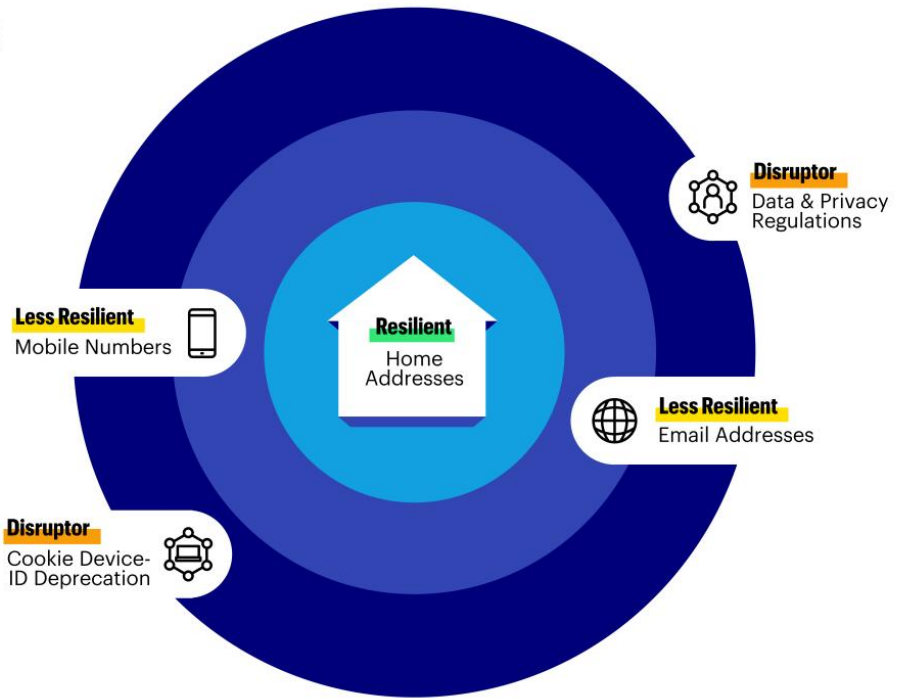 Disruptor
Data & Privacy
Regulations
Less Resilient
Mobile Numbers
Resilient
Home
Addresses
Less Resilient
Email Addresses
Disruptor
Cookie Device-
ID Deprecation